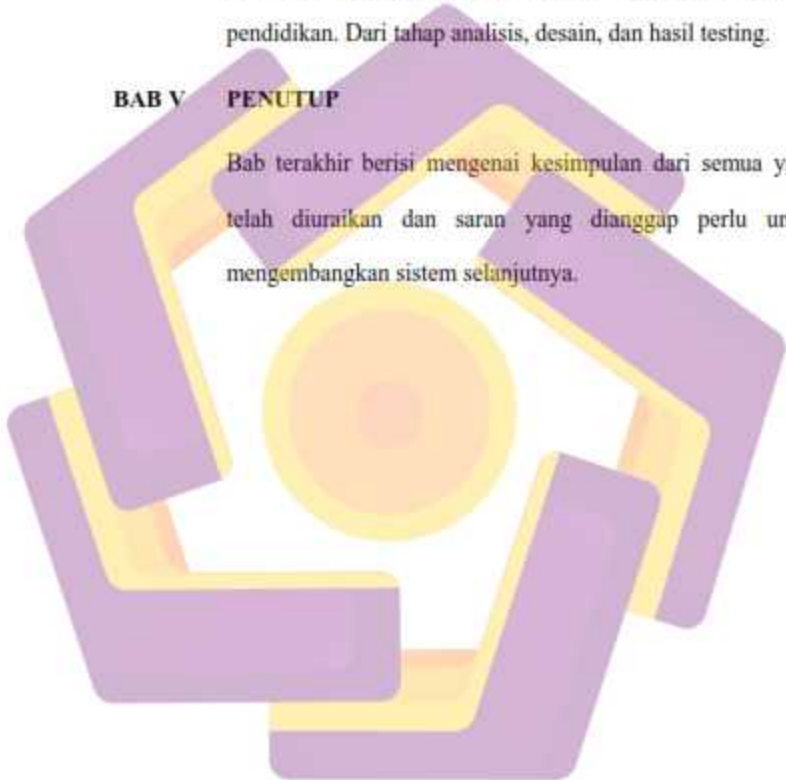 pendidikan. Dari tahap analisis, desain, dan hasil testing.
BAB V PENUTUP
Bab terakhir berisi mengenai kesimpulan dari semua y
telah diuraikan dan saran yang dianggap perlu un
mengembangkan sistem selanjutnya.